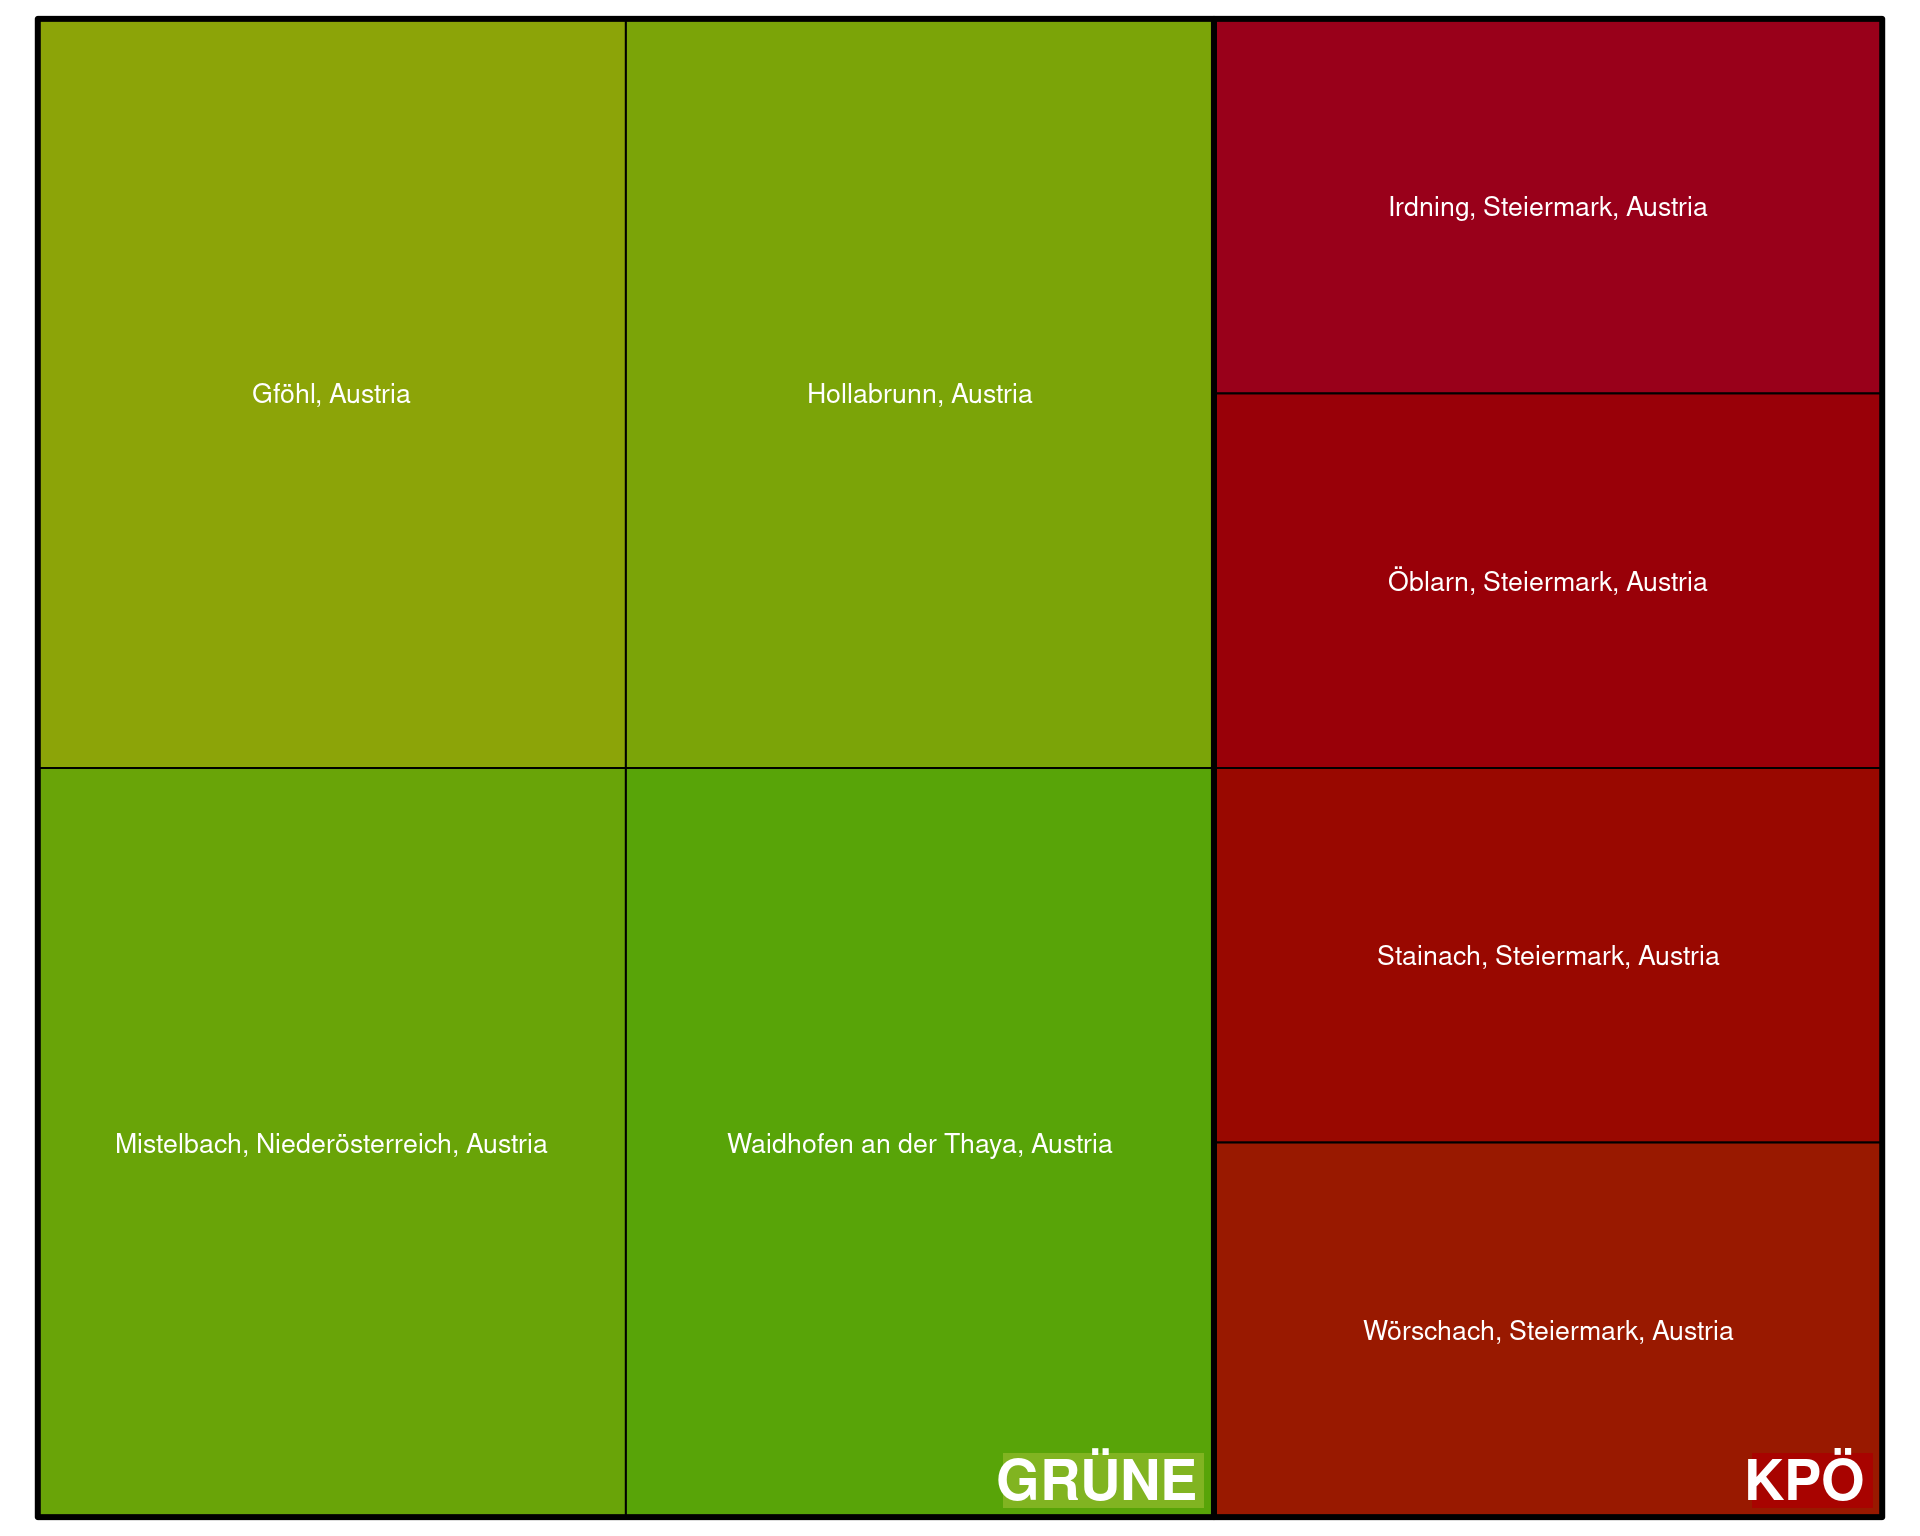 Gföhl, Austria
Hollabrunn, Austria
Mistelbach, Niederösterreich, Austria
Waidhofen an der Thaya, Austria
GRÜNE
Irdning, Steiermark, Austria
Öblarn, Steiermark, Austria
Stainach, Steiermark, Austria
Wörschach, Steiermark, Austria
KPÖ